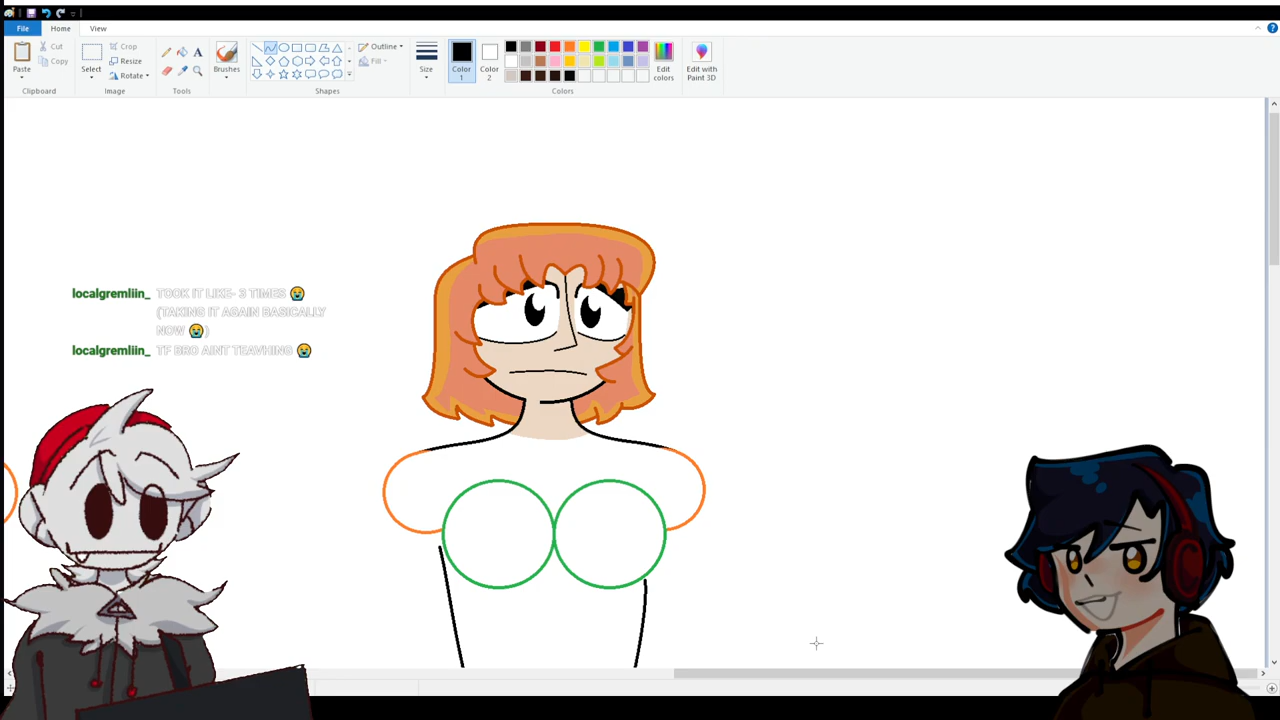 File Home View
Cut
Copy
Paste
Clipboard
Crop
Resize
Rotate
Select
Image
A
Tools
Brushes
Outline
Fill
Shapes
Size
Color 1
Color 2
Edit colors
Colors
Edit with Paint 3D
localgremliin_ TOOK IT LIKE- 3 TIMES 😭
(TAKING IT AGAIN BASICALLY
NOW 😭)
localgremliin_ TF BRO AINT TEAVHING 😭